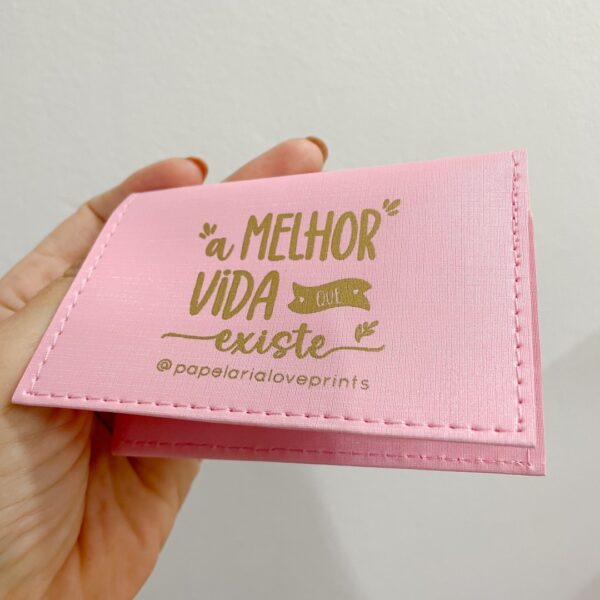 a MELHOR
ViDA QUE
existe
@papelarialoveprints